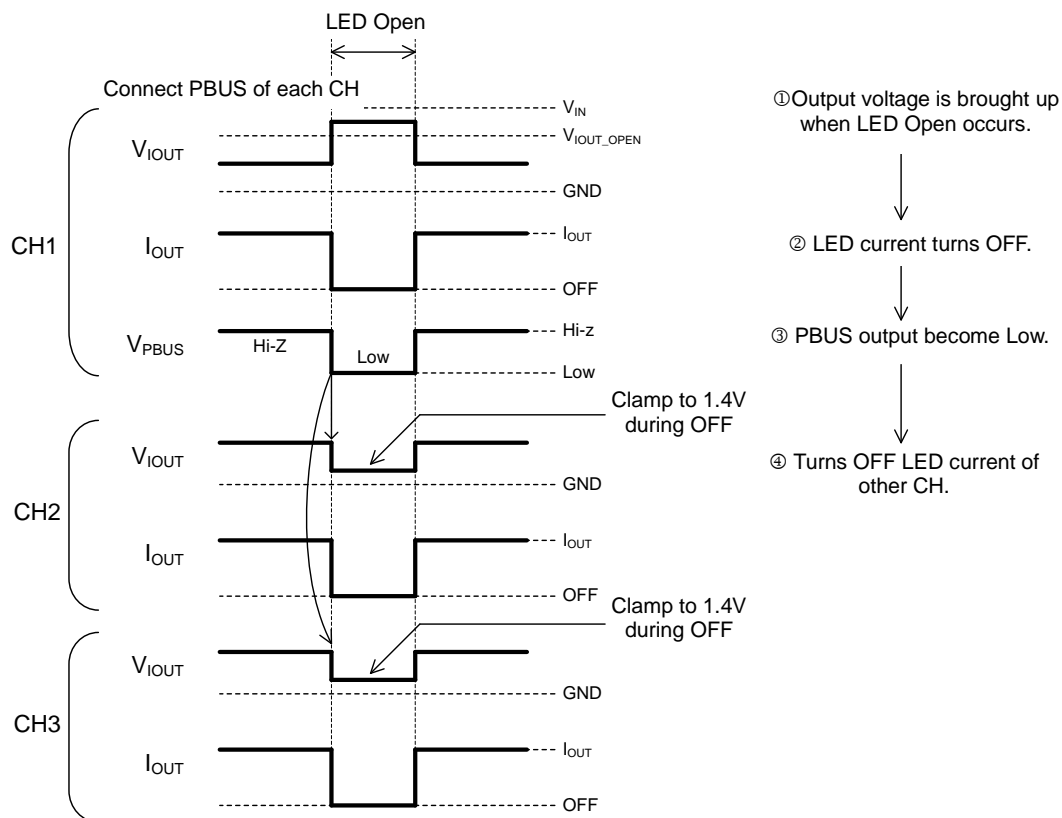 LED Open
Connect PBUS of each CH
CH1
VIOUT
VIN
VIOUT_OPEN
GND
IOUT
IOUT
OFF
VPBUS
Hi-Z
Low
Hi-z
Low
CH2
VIOUT
Clamp to 1.4V
during OFF
GND
IOUT
IOUT
OFF
CH3
VIOUT
Clamp to 1.4V
during OFF
GND
IOUT
IOUT
OFF
①Output voltage is brought up
when LED Open occurs.
② LED current turns OFF.
③ PBUS output become Low.
④ Turns OFF LED current of
other CH.